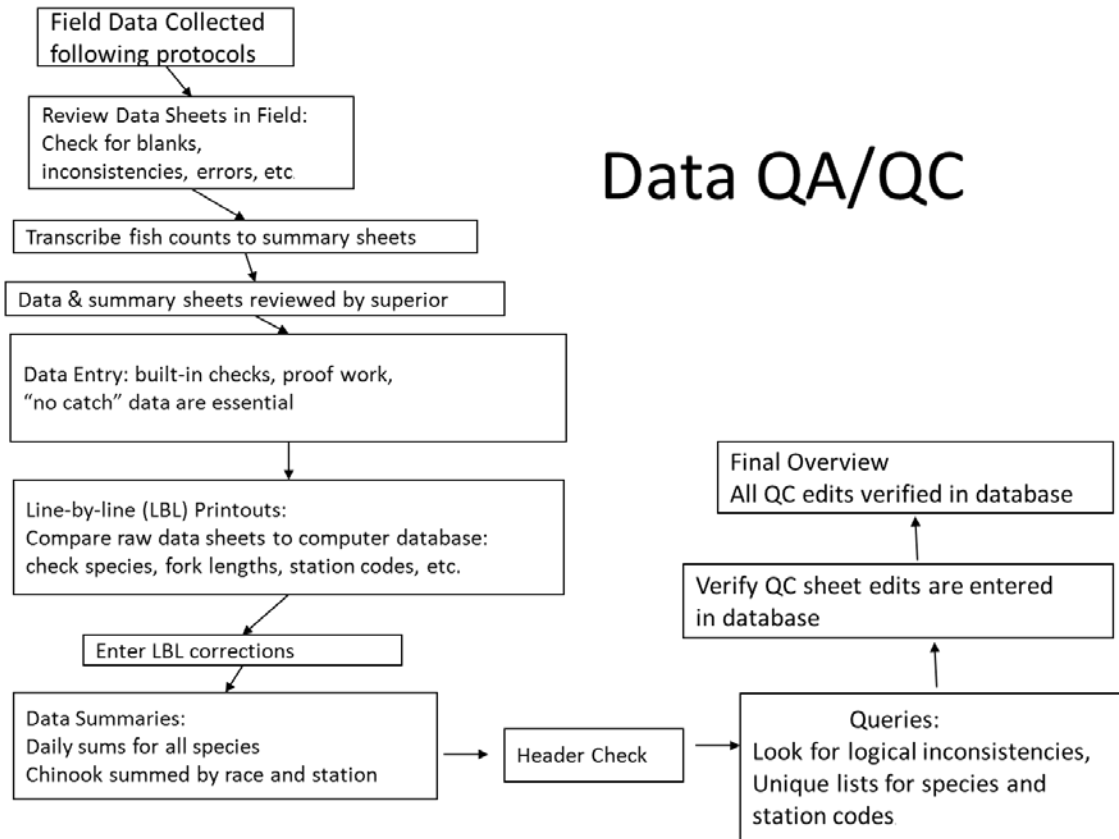 Field Data Collected
following protocols
Review Data Sheets in Field:
Check for blanks,
inconsistencies, errors, etc.
Data QA/QC
Transcribe fish counts to summary sheets
Data & summary sheets reviewed by superior
Data Entry: built-in checks, proof work,
“no catch” data are essential
Line-by-line (LBL) Printouts:
Compare raw data sheets to computer database:
check species, fork lengths, station codes, etc.
Enter LBL corrections
Data Summaries:
Daily sums for all species
Chinook summed by race and station
Header Check
Queries:
Look for logical inconsistencies,
Unique lists for species and
station codes
Verify QC sheet edits are entered
in database
Final Overview
All QC edits verified in database